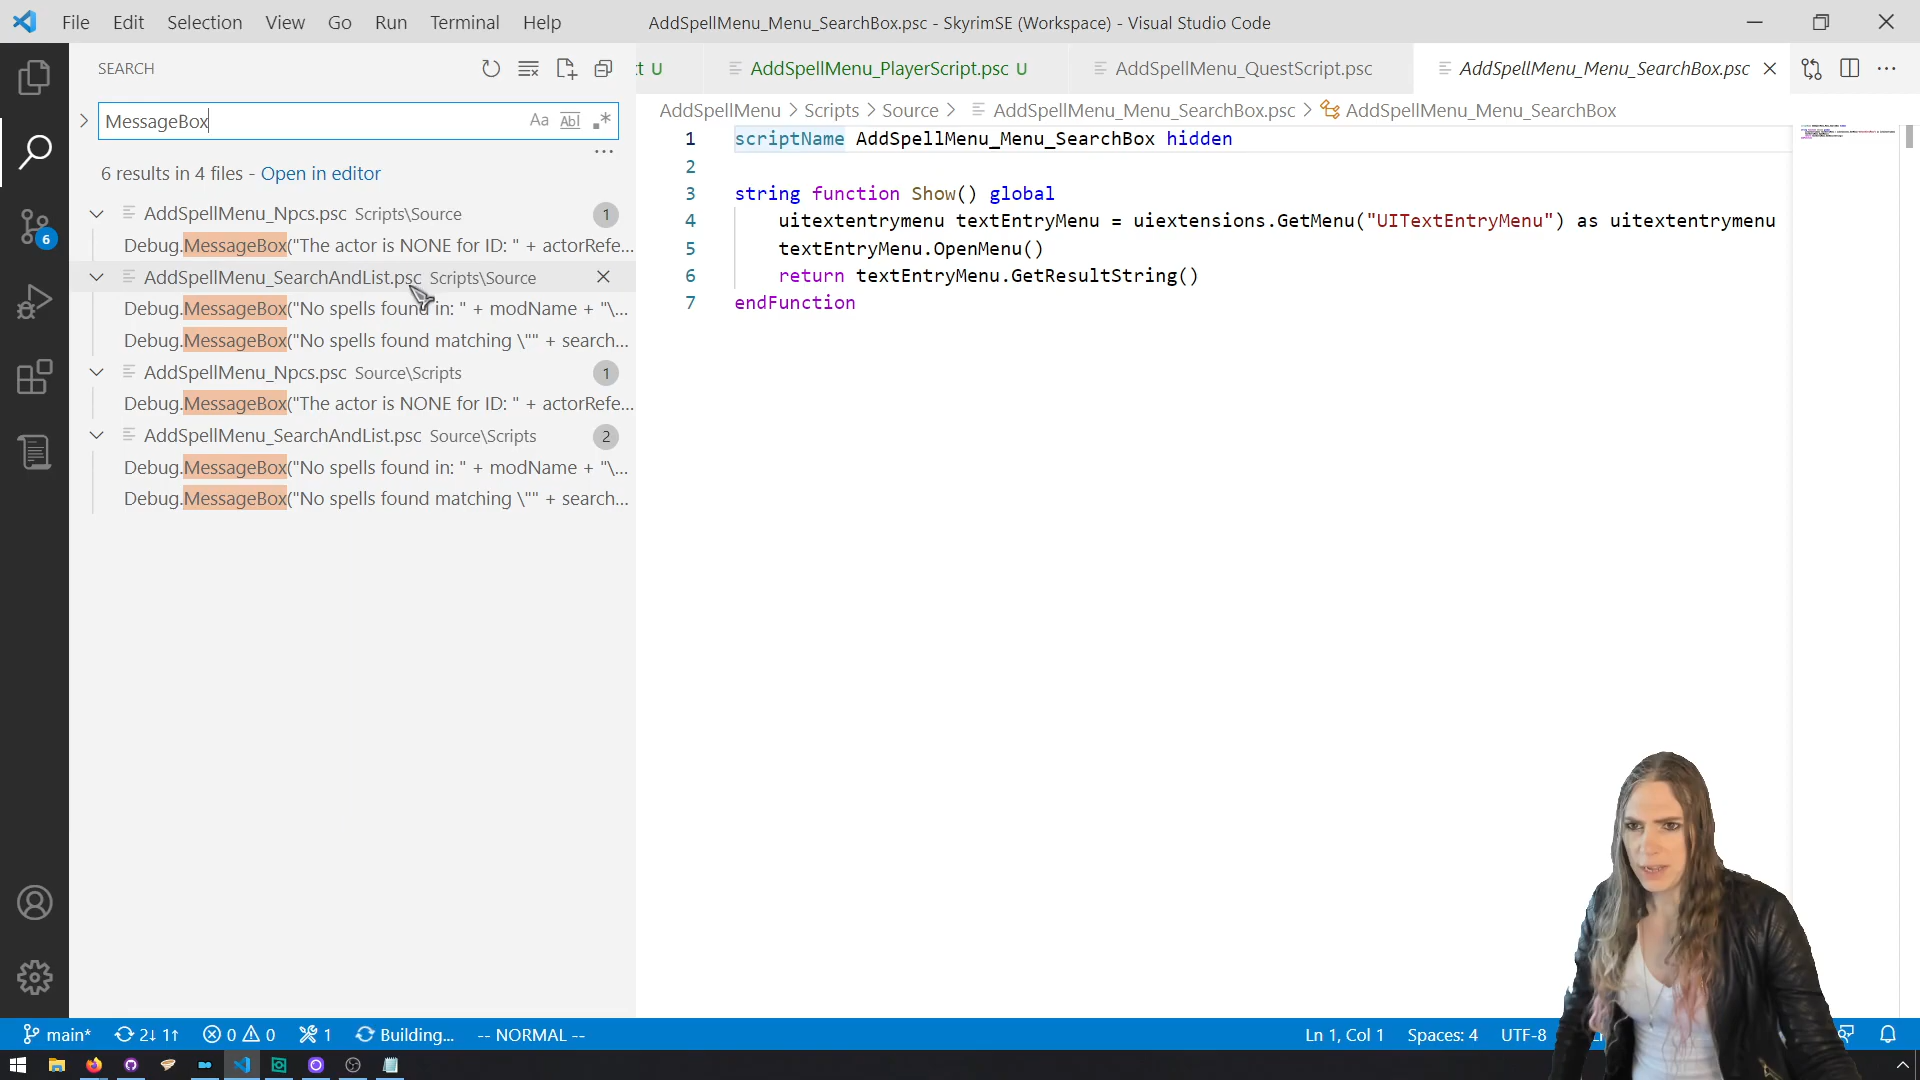 File Edit Selection View Go Run Terminal Help
AddSpellMenu_Menu_SearchBox.psc - SkyrimSE (Workspace) - Visual Studio Code
SEARCH
MessageBox
Aa Abl .*
6 results in 4 files - Open in editor
AddSpellMenu_Npcs.psc Scripts\Source 1
Debug.MessageBox("The actor is NONE for ID: " + actorRefe...
AddSpellMenu_SearchAndList.psc Scripts\Source
Debug.MessageBox("No spells found in: " + modName + "\...
Debug.MessageBox("No spells found matching \"" + search...
AddSpellMenu_Npcs.psc Source\Scripts 1
Debug.MessageBox("The actor is NONE for ID: " + actorRefe...
AddSpellMenu_SearchAndList.psc Source\Scripts 2
Debug.MessageBox("No spells found in: " + modName + "\...
Debug.MessageBox("No spells found matching \"" + search...
6
t U AddSpellMenu_PlayerScript.psc U AddSpellMenu_QuestScript.psc AddSpellMenu_Menu_SearchBox.psc
AddSpellMenu > Scripts > Source > AddSpellMenu_Menu_SearchBox.psc > AddSpellMenu_Menu_SearchBox
1 scriptName AddSpellMenu_Menu_SearchBox hidden
2
3 string function Show() global
4 uitextentrymenu textEntryMenu = uiextensions.GetMenu("UITextEntryMenu") as uitextentrymenu
5 textEntryMenu.OpenMenu()
6 return textEntryMenu.GetResultString()
7 endFunction
main* 2↓ 1↑ 0 0 1 Building... -- NORMAL -- Ln 1, Col 1 Spaces: 4 UTF-8